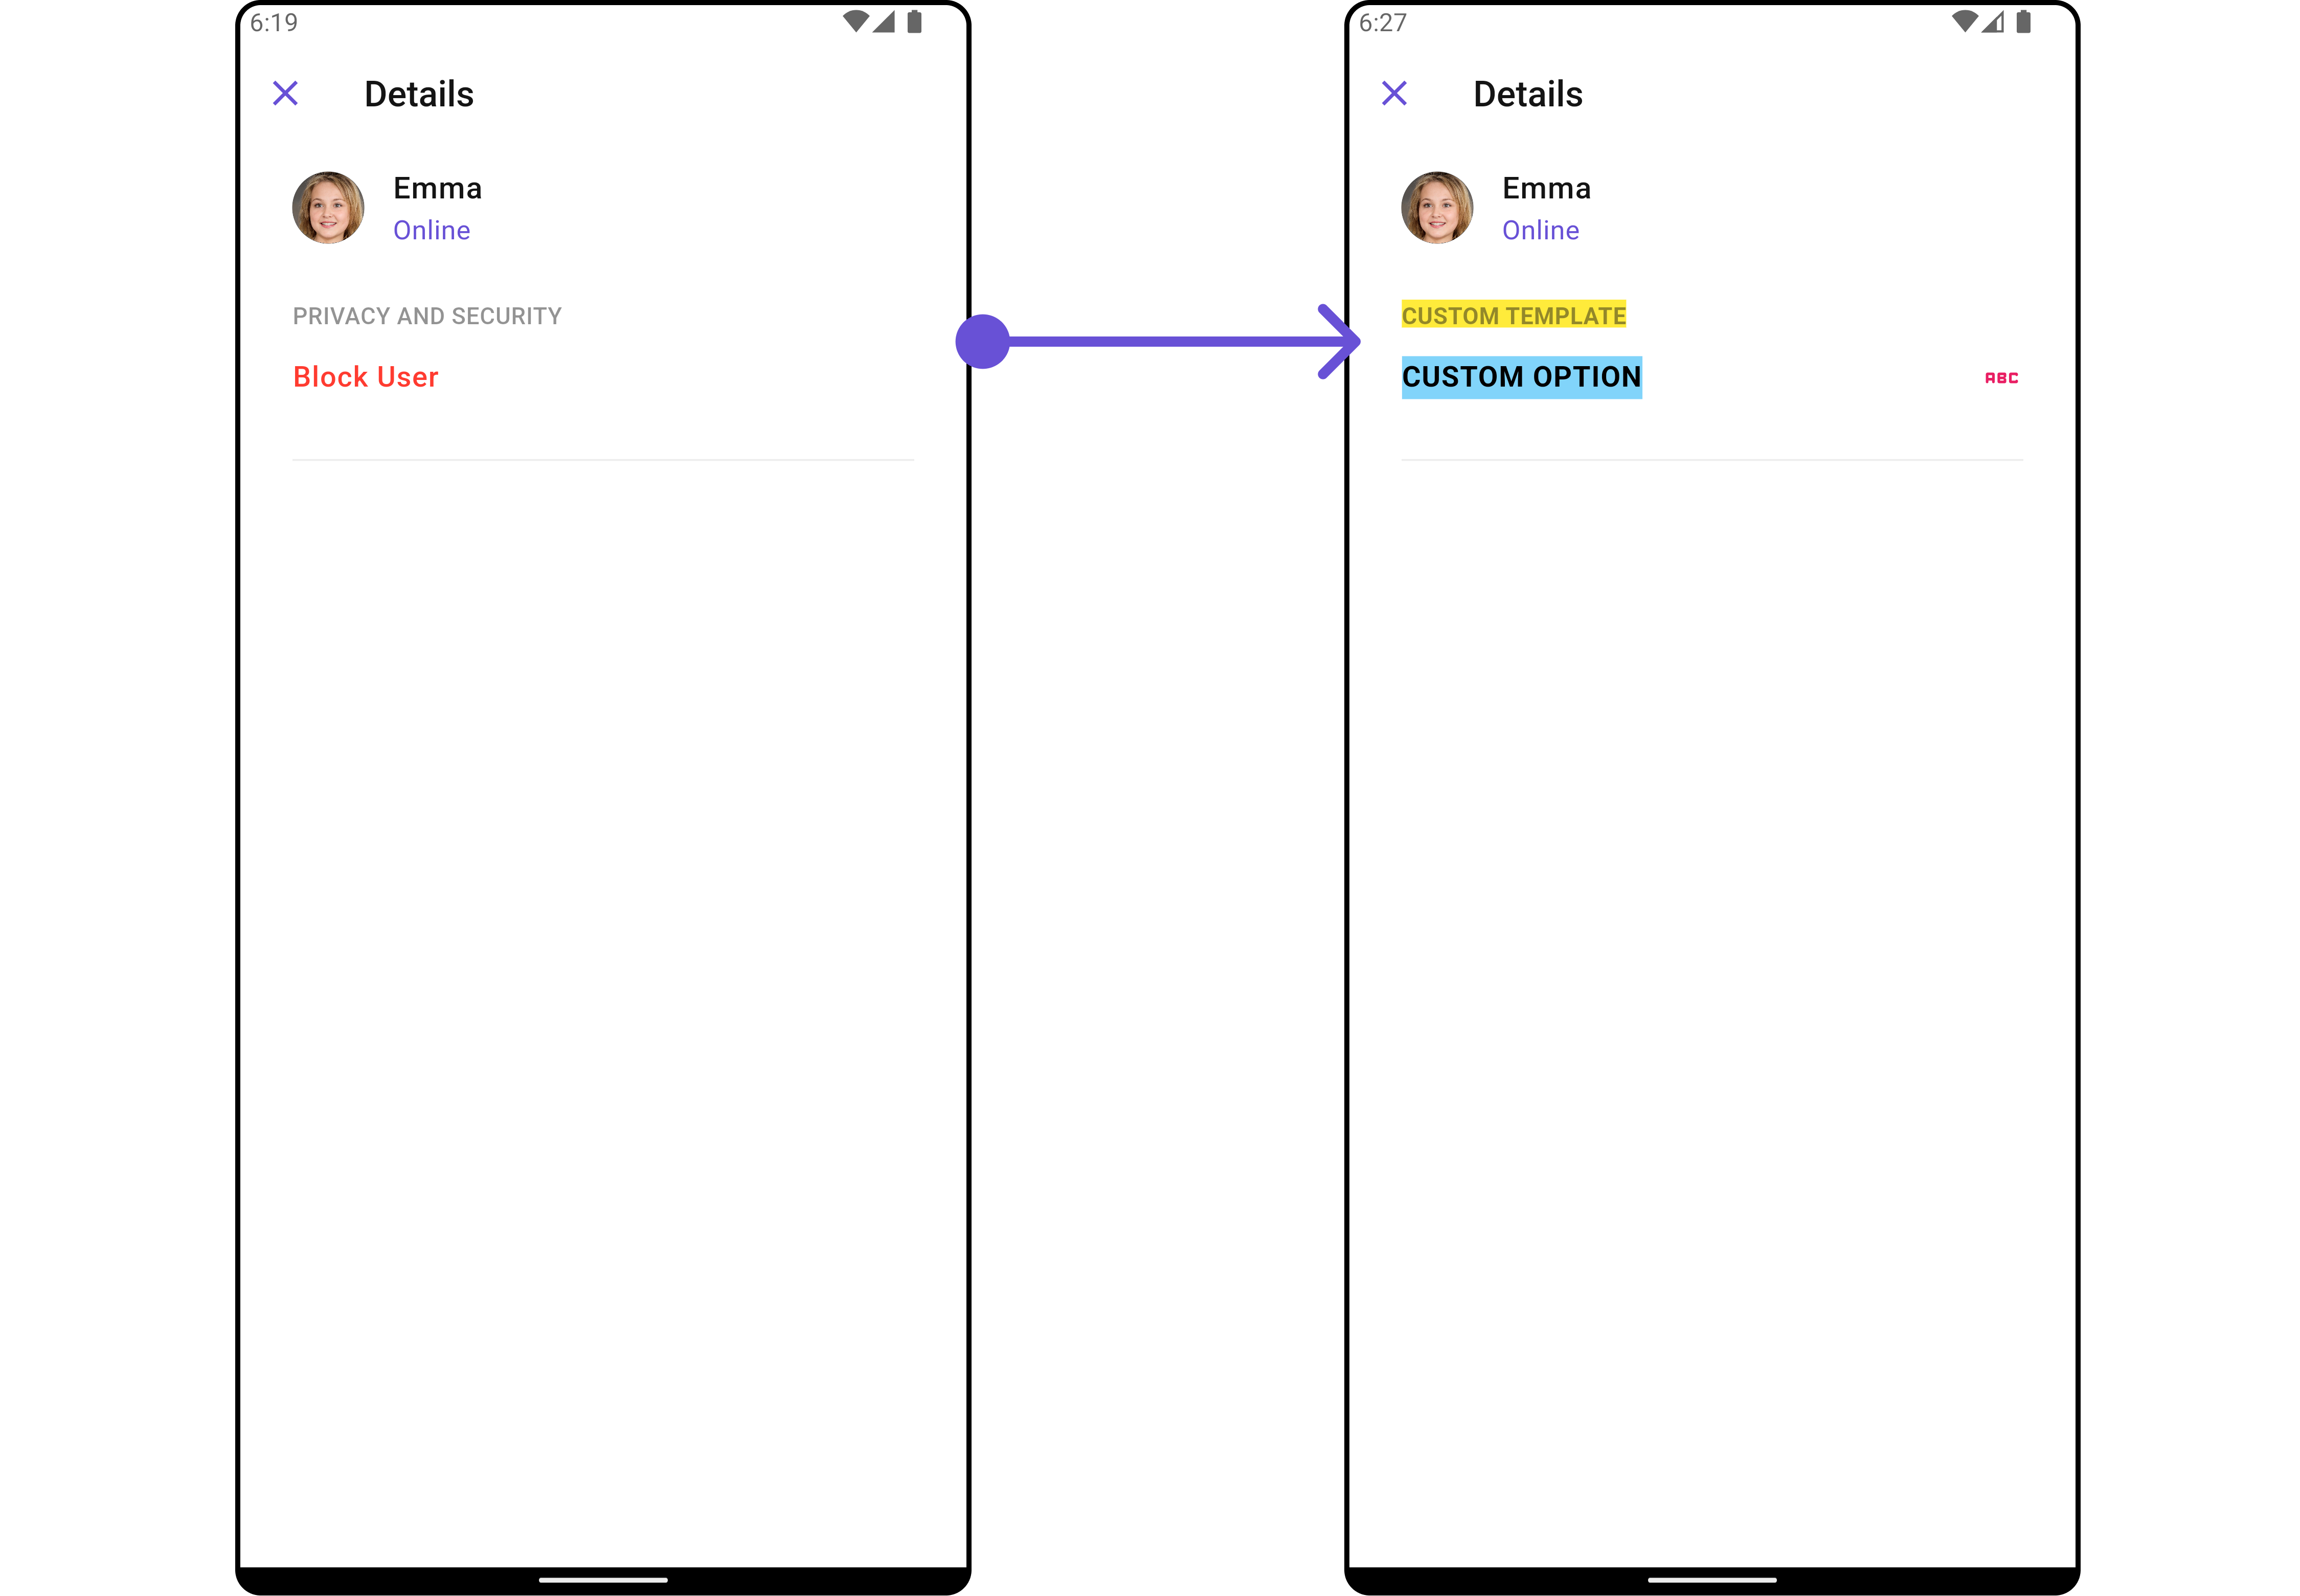 6:19
Details
Emma
Online
PRIVACY AND SECURITY
Block User
6:27
Details
Emma
Online
CUSTOM TEMPLATE
CUSTOM OPTION
ABC